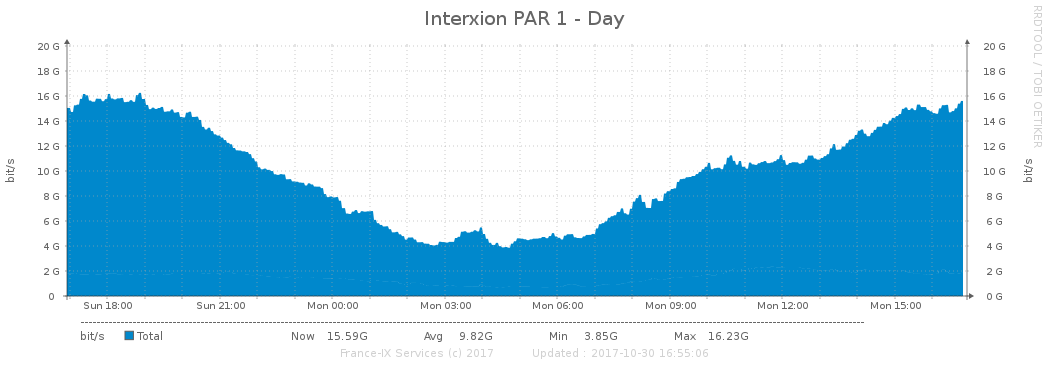 Interxion PAR 1 - Day
RRDTOOL / TOBI OETIKER
bit/s
bit/s
20 G 20 G
18 G 18 G
16 G 16 G
14 G 14 G
12 G 12 G
10 G 10 G
8 G 8 G
6 G 6 G
4 G 4 G
2 G 2 G
0 0 G
Sun 18:00 Sun 21:00 Mon 00:00 Mon 03:00 Mon 06:00 Mon 09:00 Mon 12:00 Mon 15:00
bit/s Total Now 15.59G Avg 9.82G Min 3.85G Max 16.23G
France-IX Services (c) 2017 Updated : 2017-10-30 16:55:06